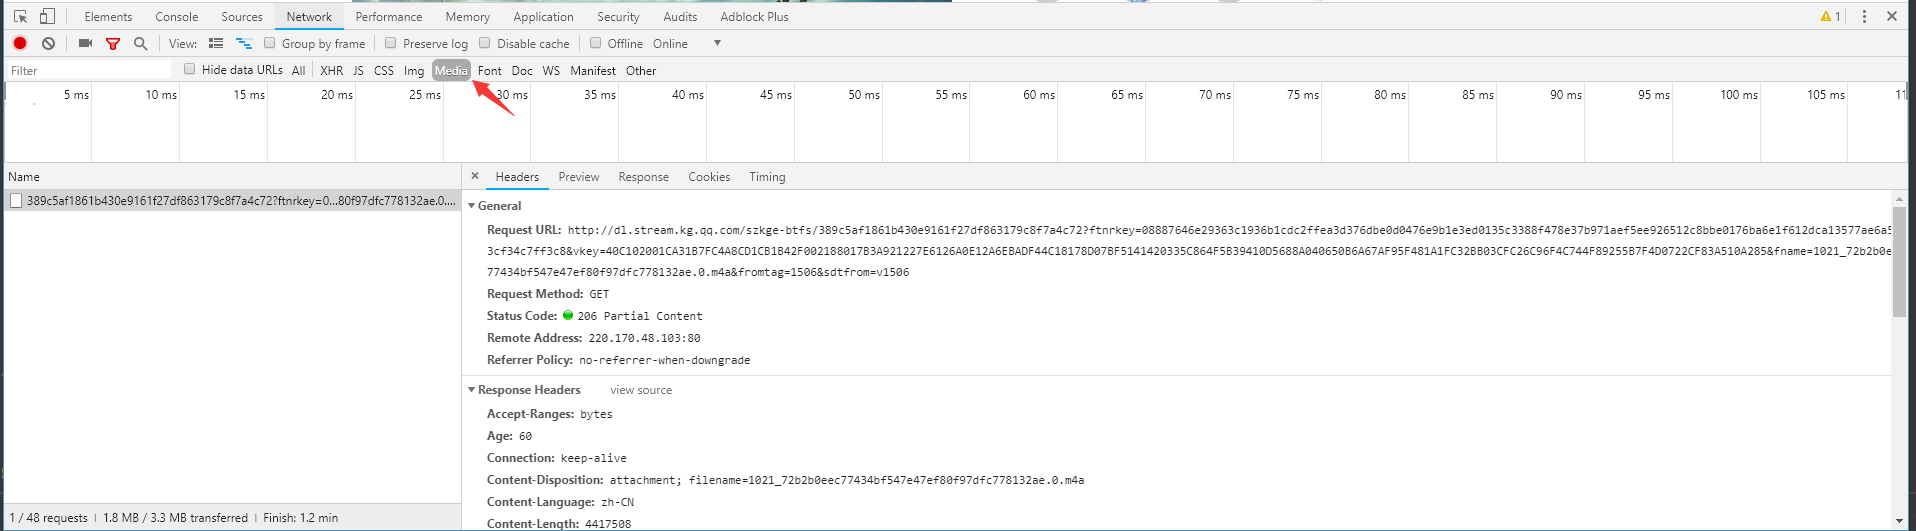 Elements Console Sources Network Performance Memory Application Security Audits Adblock Plus 1
View: Group by frame Preserve log Disable cache Offline Online
Filter Hide data URLs All XHR JS CSS Img Media Font Doc WS Manifest Other
5 ms 10 ms 15 ms 20 ms 25 ms 30 ms 35 ms 40 ms 45 ms 50 ms 55 ms 60 ms 65 ms 70 ms 75 ms 80 ms 85 ms 90 ms 95 ms 100 ms 105 ms 11
Name
389c5af1861b430e9161f27df863179c8f7a4c72?ftnrkey=0...80f97dfc778132ae.0....
1 / 48 requests | 1.8 MB / 3.3 MB transferred | Finish: 1.2 min
× Headers Preview Response Cookies Timing
General
Request URL: http://dl.stream.kg.qq.com/szkge-btfs/389c5af1861b430e9161f27df863179c8f7a4c72?ftnrkey=08887646e29363c1936b1cdc2ffea3d376dbe0d0476e9b1e3ed0135c3388f478e37b971aef5ee926512c8bbe0176ba6e1f612dca13577ae6a5
3cf34c7ff3c8&vkey=40C102001CA31B7FC4A8CD1CB1B42F002188017B3A921227E6126A0E12A6EBADF44C18178D07BF5141420335C864F5B39410D5688A040650B6A67AF95F481A1FC32BB03CFC26C96F4C744F89255B7F4D0722CF83A510A285&fname=1021_72b2b0e
77434bf547e47ef80f97dfc778132ae.0.m4a&fromtag=1506&sdtfrom=v1506
Request Method: GET
Status Code: 206 Partial Content
Remote Address: 220.170.48.103:80
Referrer Policy: no-referrer-when-downgrade
Response Headers view source
Accept-Ranges: bytes
Age: 60
Connection: keep-alive
Content-Disposition: attachment; filename=1021_72b2b0eec77434bf547e47ef80f97dfc778132ae.0.m4a
Content-Language: zh-CN
Content-Length: 4417508